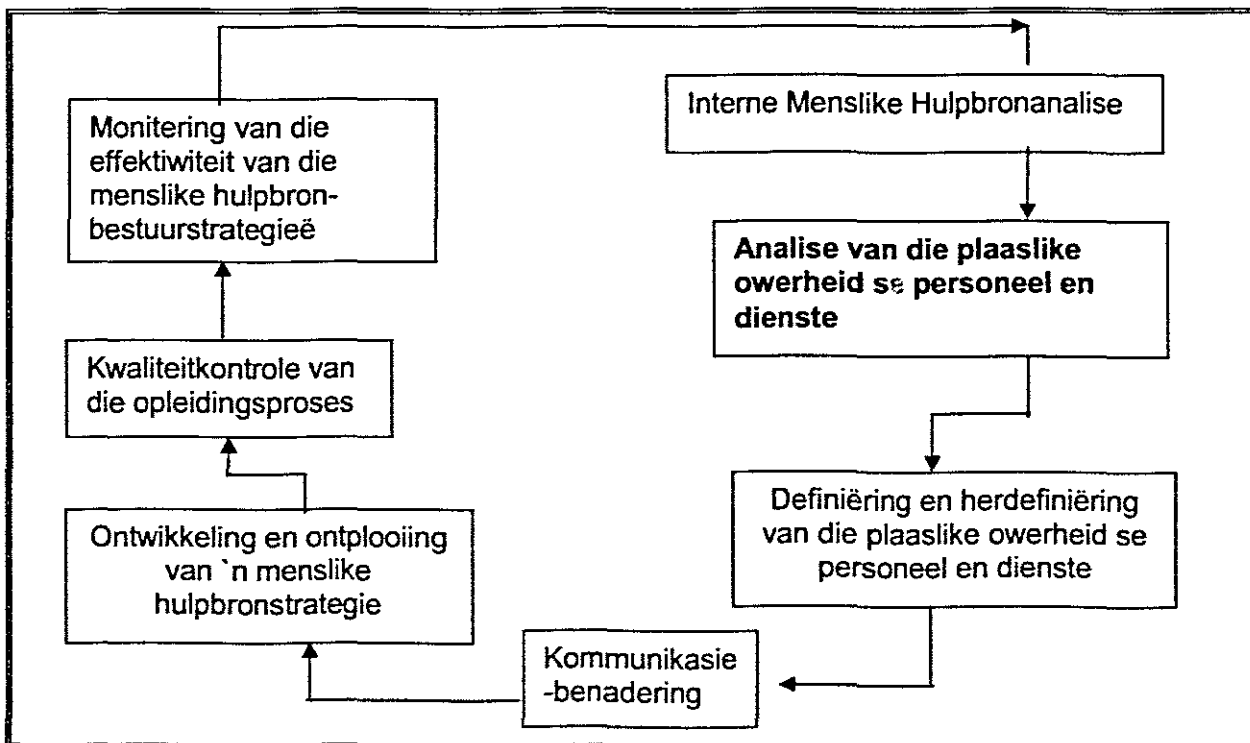 Interne Menslike Hulpbronanalise
Analise van die plaaslike
owerheid se personeel en
dienste
Definiëring en herdefiniëring
van die plaaslike owerheid se
personeel en dienste
Kommunikasie
-benadering
Ontwikkeling en ontplooiing
van `n menslike
hulpbronstrategie
Kwaliteitkontrole van
die opleidingsproses
Monitering van die
effektiwiteit van die
menslike hulpbron-
bestuurstrategieë